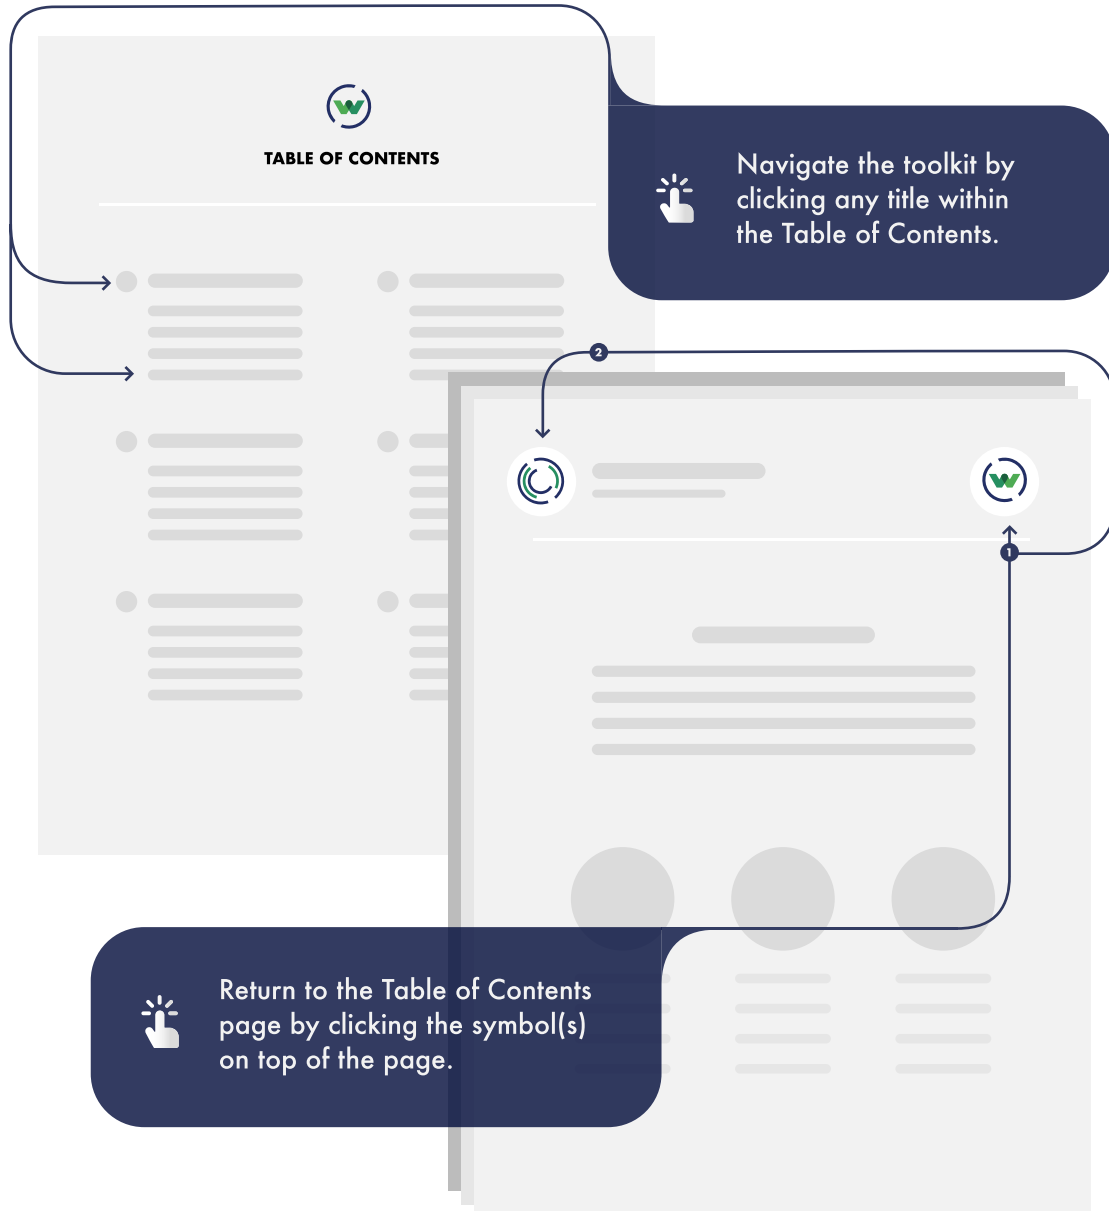 W
TABLE OF CONTENTS
Navigate the toolkit by
clicking any title within
the Table of Contents.
2
W
1
Return to the Table of Contents
page by clicking the symbol(s)
on top of the page.